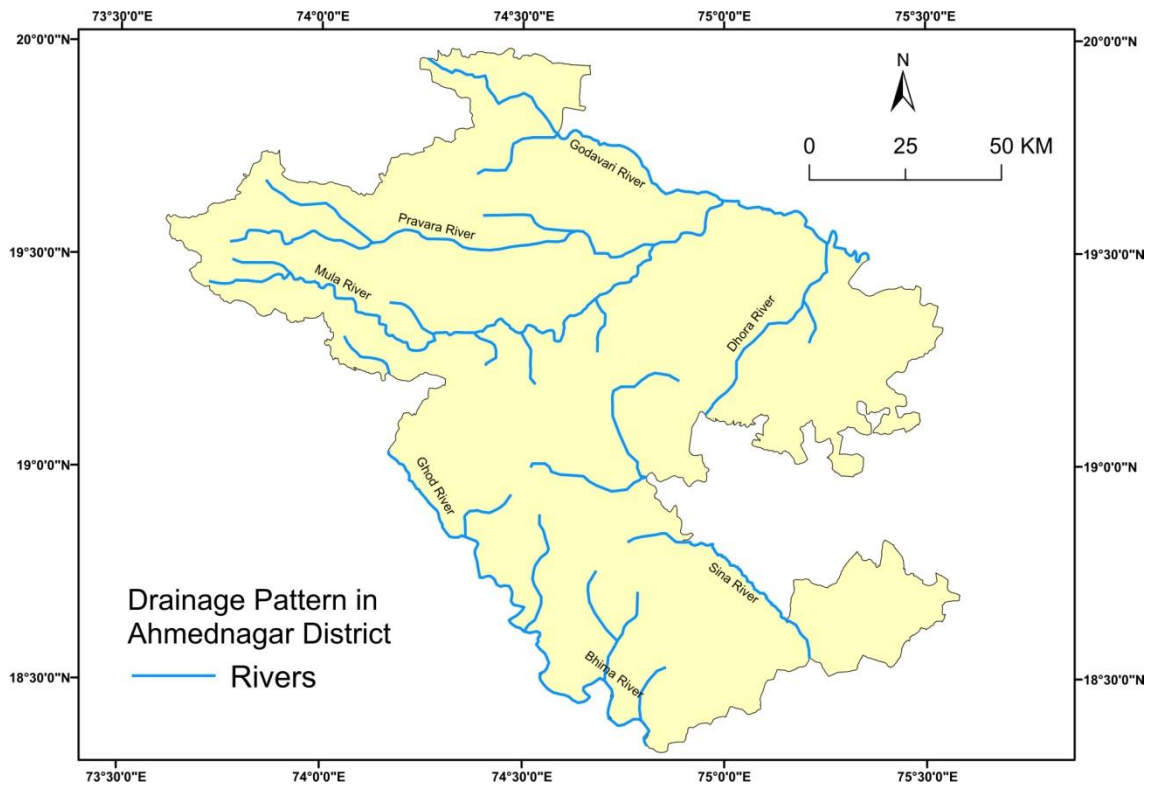 73°30'0"E 74°0'0"E 74°30'0"E 75°0'0"E 75°30'0"E
20°0'0"N 20°0'0"N
N
0 25 50 KM
Godavari River
Pravara River
19°30'0"N 19°30'0"N
Mula River
Dhora River
19°0'0"N 19°0'0"N
Ghod River
Sina River
Drainage Pattern in
Ahmednagar District
Rivers
Bhima River
18°30'0"N 18°30'0"N
73°30'0"E 74°0'0"E 74°30'0"E 75°0'0"E 75°30'0"E